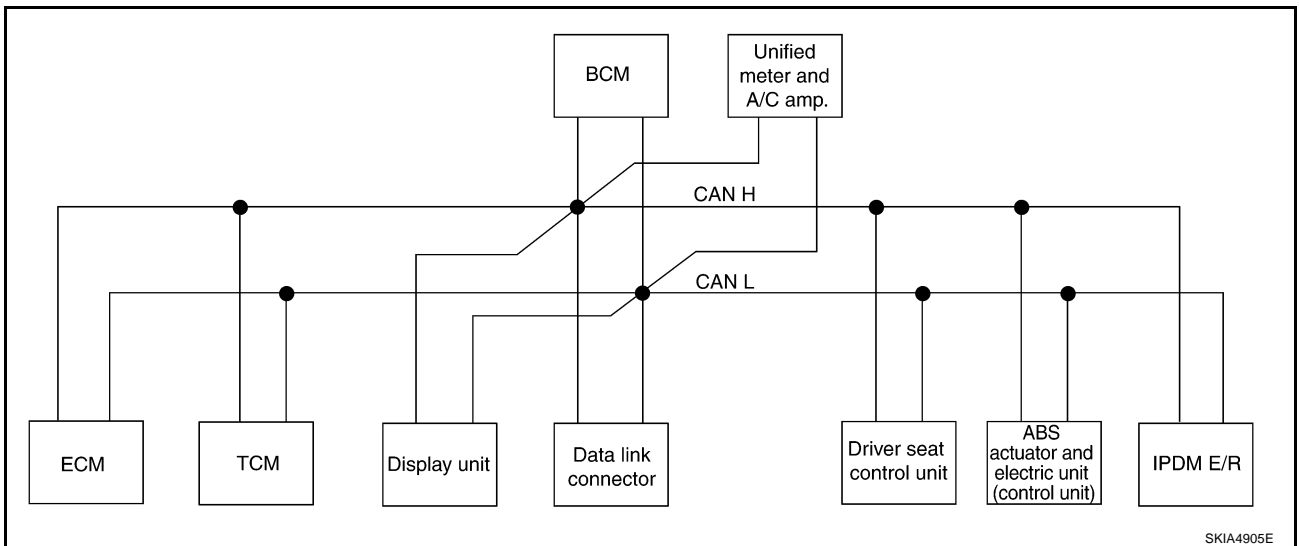 BCM
Unified
meter and
A/C amp.
CAN H
CAN L
ECM
TCM
Display unit
Data link
connector
Driver seat
control unit
ABS
actuator and
electric unit
(control unit)
IPDM E/R
SKIA4905E